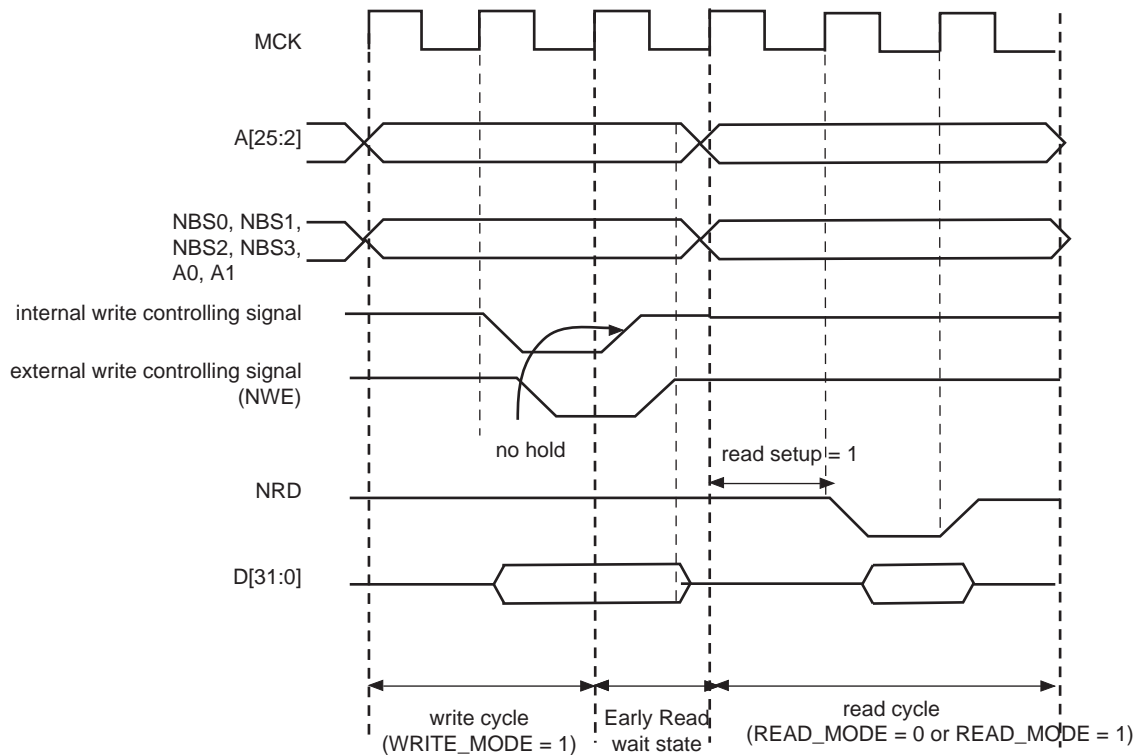 MCK
A[25:2]
NBS0, NBS1,
NBS2, NBS3,
A0, A1
internal write controlling signal
external write controlling signal
(NWE)
no hold
read setup = 1
NRD
D[31:0]
write cycle
(WRITE_MODE = 1)
Early Read
wait state
read cycle
(READ_MODE = 0 or READ_MODE = 1)